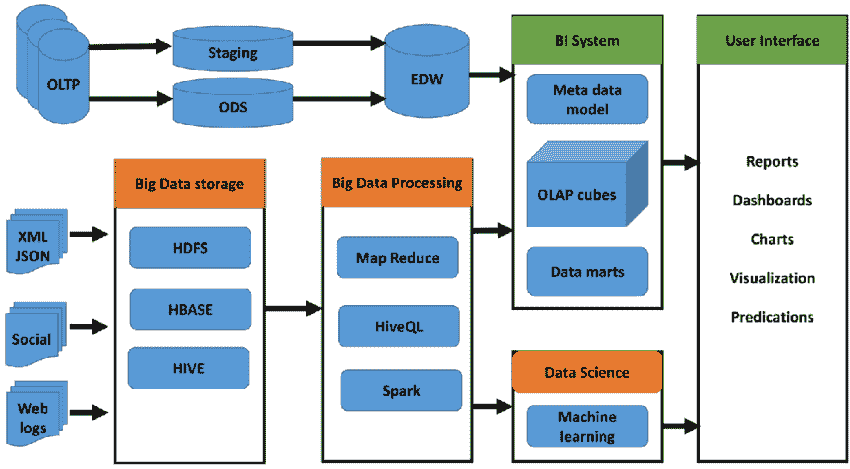 OLTP
Staging
ODS
EDW
BI System
Meta data
model
OLAP cubes
Data marts
User Interface
Reports
Dashboards
Charts
Visualization
Predications
XML
JSON
Social
Web
logs
Big Data storage
HDFS
HBASE
HIVE
Big Data Processing
Map Reduce
HiveQL
Spark
Data Science
Machine
learning